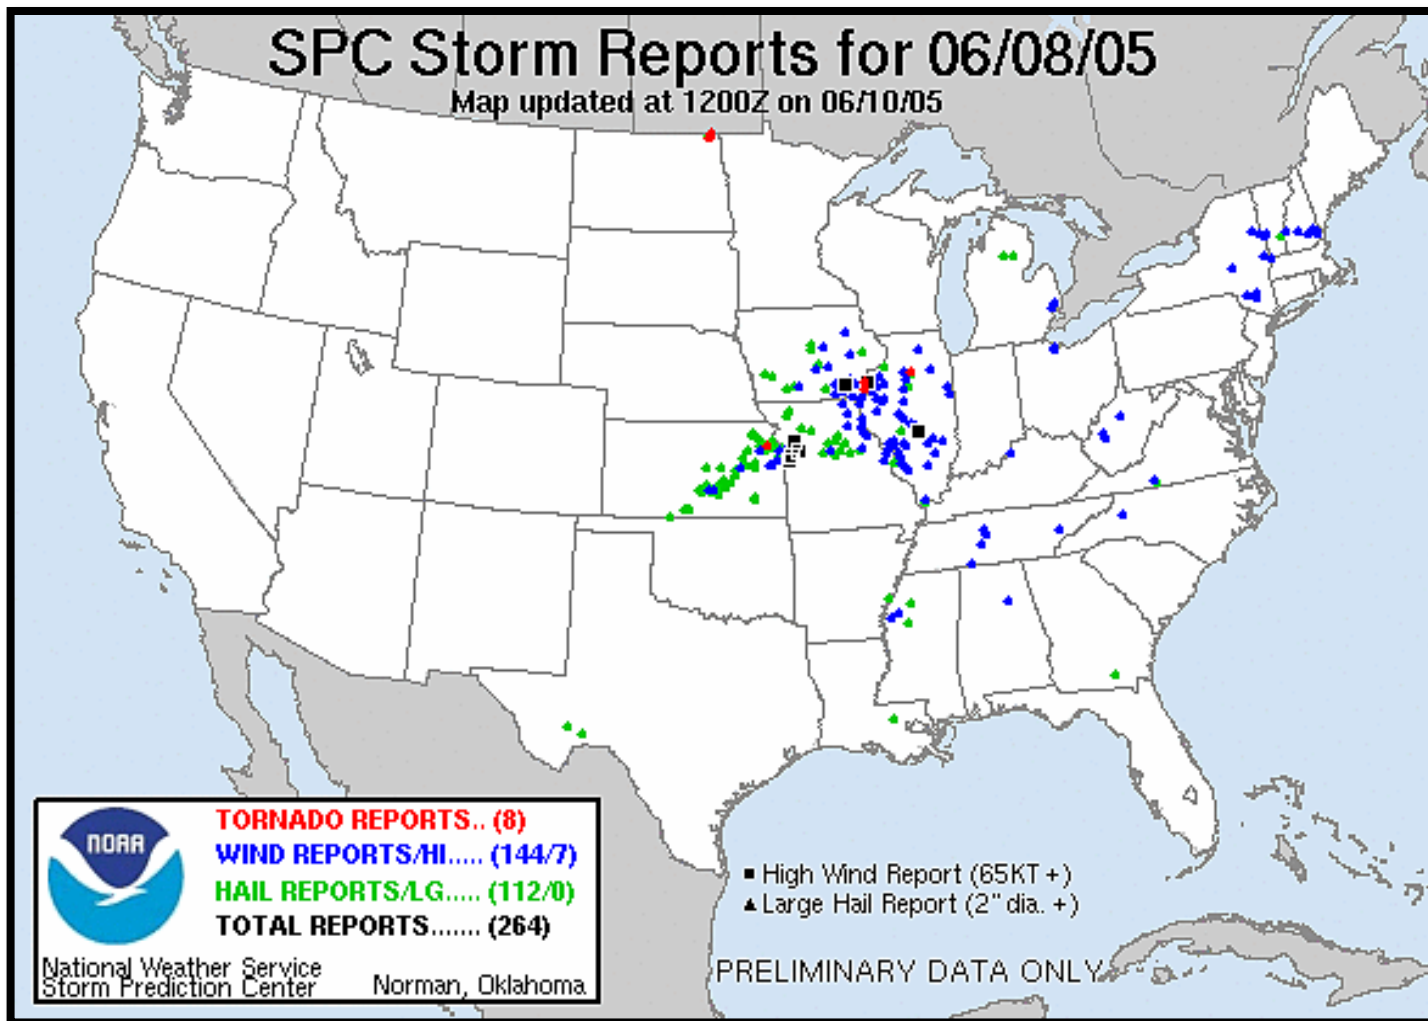 SPC Storm Reports for 06/08/05
Map updated at 1200Z on 06/10/05
NOAA
TORNADO REPORTS.. (8)
WIND REPORTS/HI..... (144/7)
HAIL REPORTS/LG..... (112/0)
TOTAL REPORTS....... (264)
National Weather Service
Storm Prediction Center
Norman, Oklahoma
High Wind Report (65KT +)
Large Hail Report (2" dia. +)
PRELIMINARY DATA ONLY